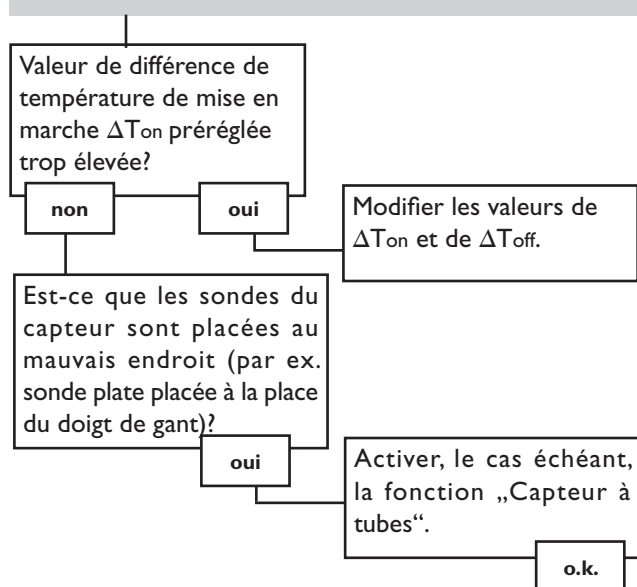 Valeur de différence de
température de mise en
marche ΔTon préréglée
trop élevée?
non
oui
Modifier les valeurs de
ΔTon et de ΔToff.
Est-ce que les sondes du
capteur sont placées au
mauvais endroit (par ex.
sonde plate placée à la place
du doigt de gant)?
oui
Activer, le cas échéant,
la fonction „Capteur à
tubes“.
o.k.